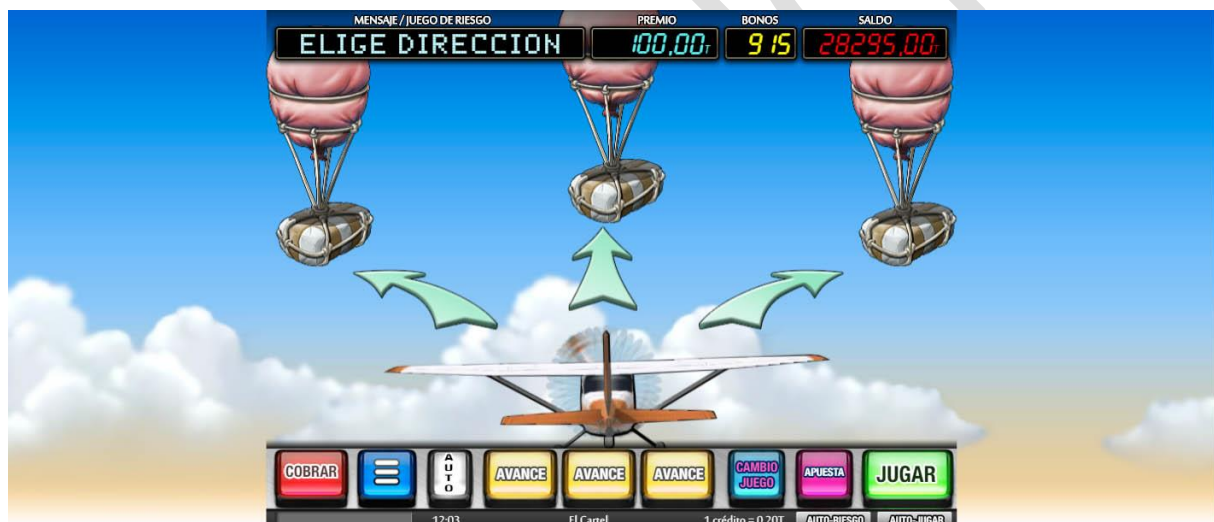 MENSAJE / JUEGO DE RIESGO PREMIO BONOS SALDO
ELIGE DIRECCION 100,00T 915 28295,00T
COBRAR AUTO AVANCE AVANCE AVANCE CAMBIO JUEGO APUESTA JUGAR
12:03 El Cartel 1 crédito = 0.20T AUTO-RIESGO AUTO-JUGAR